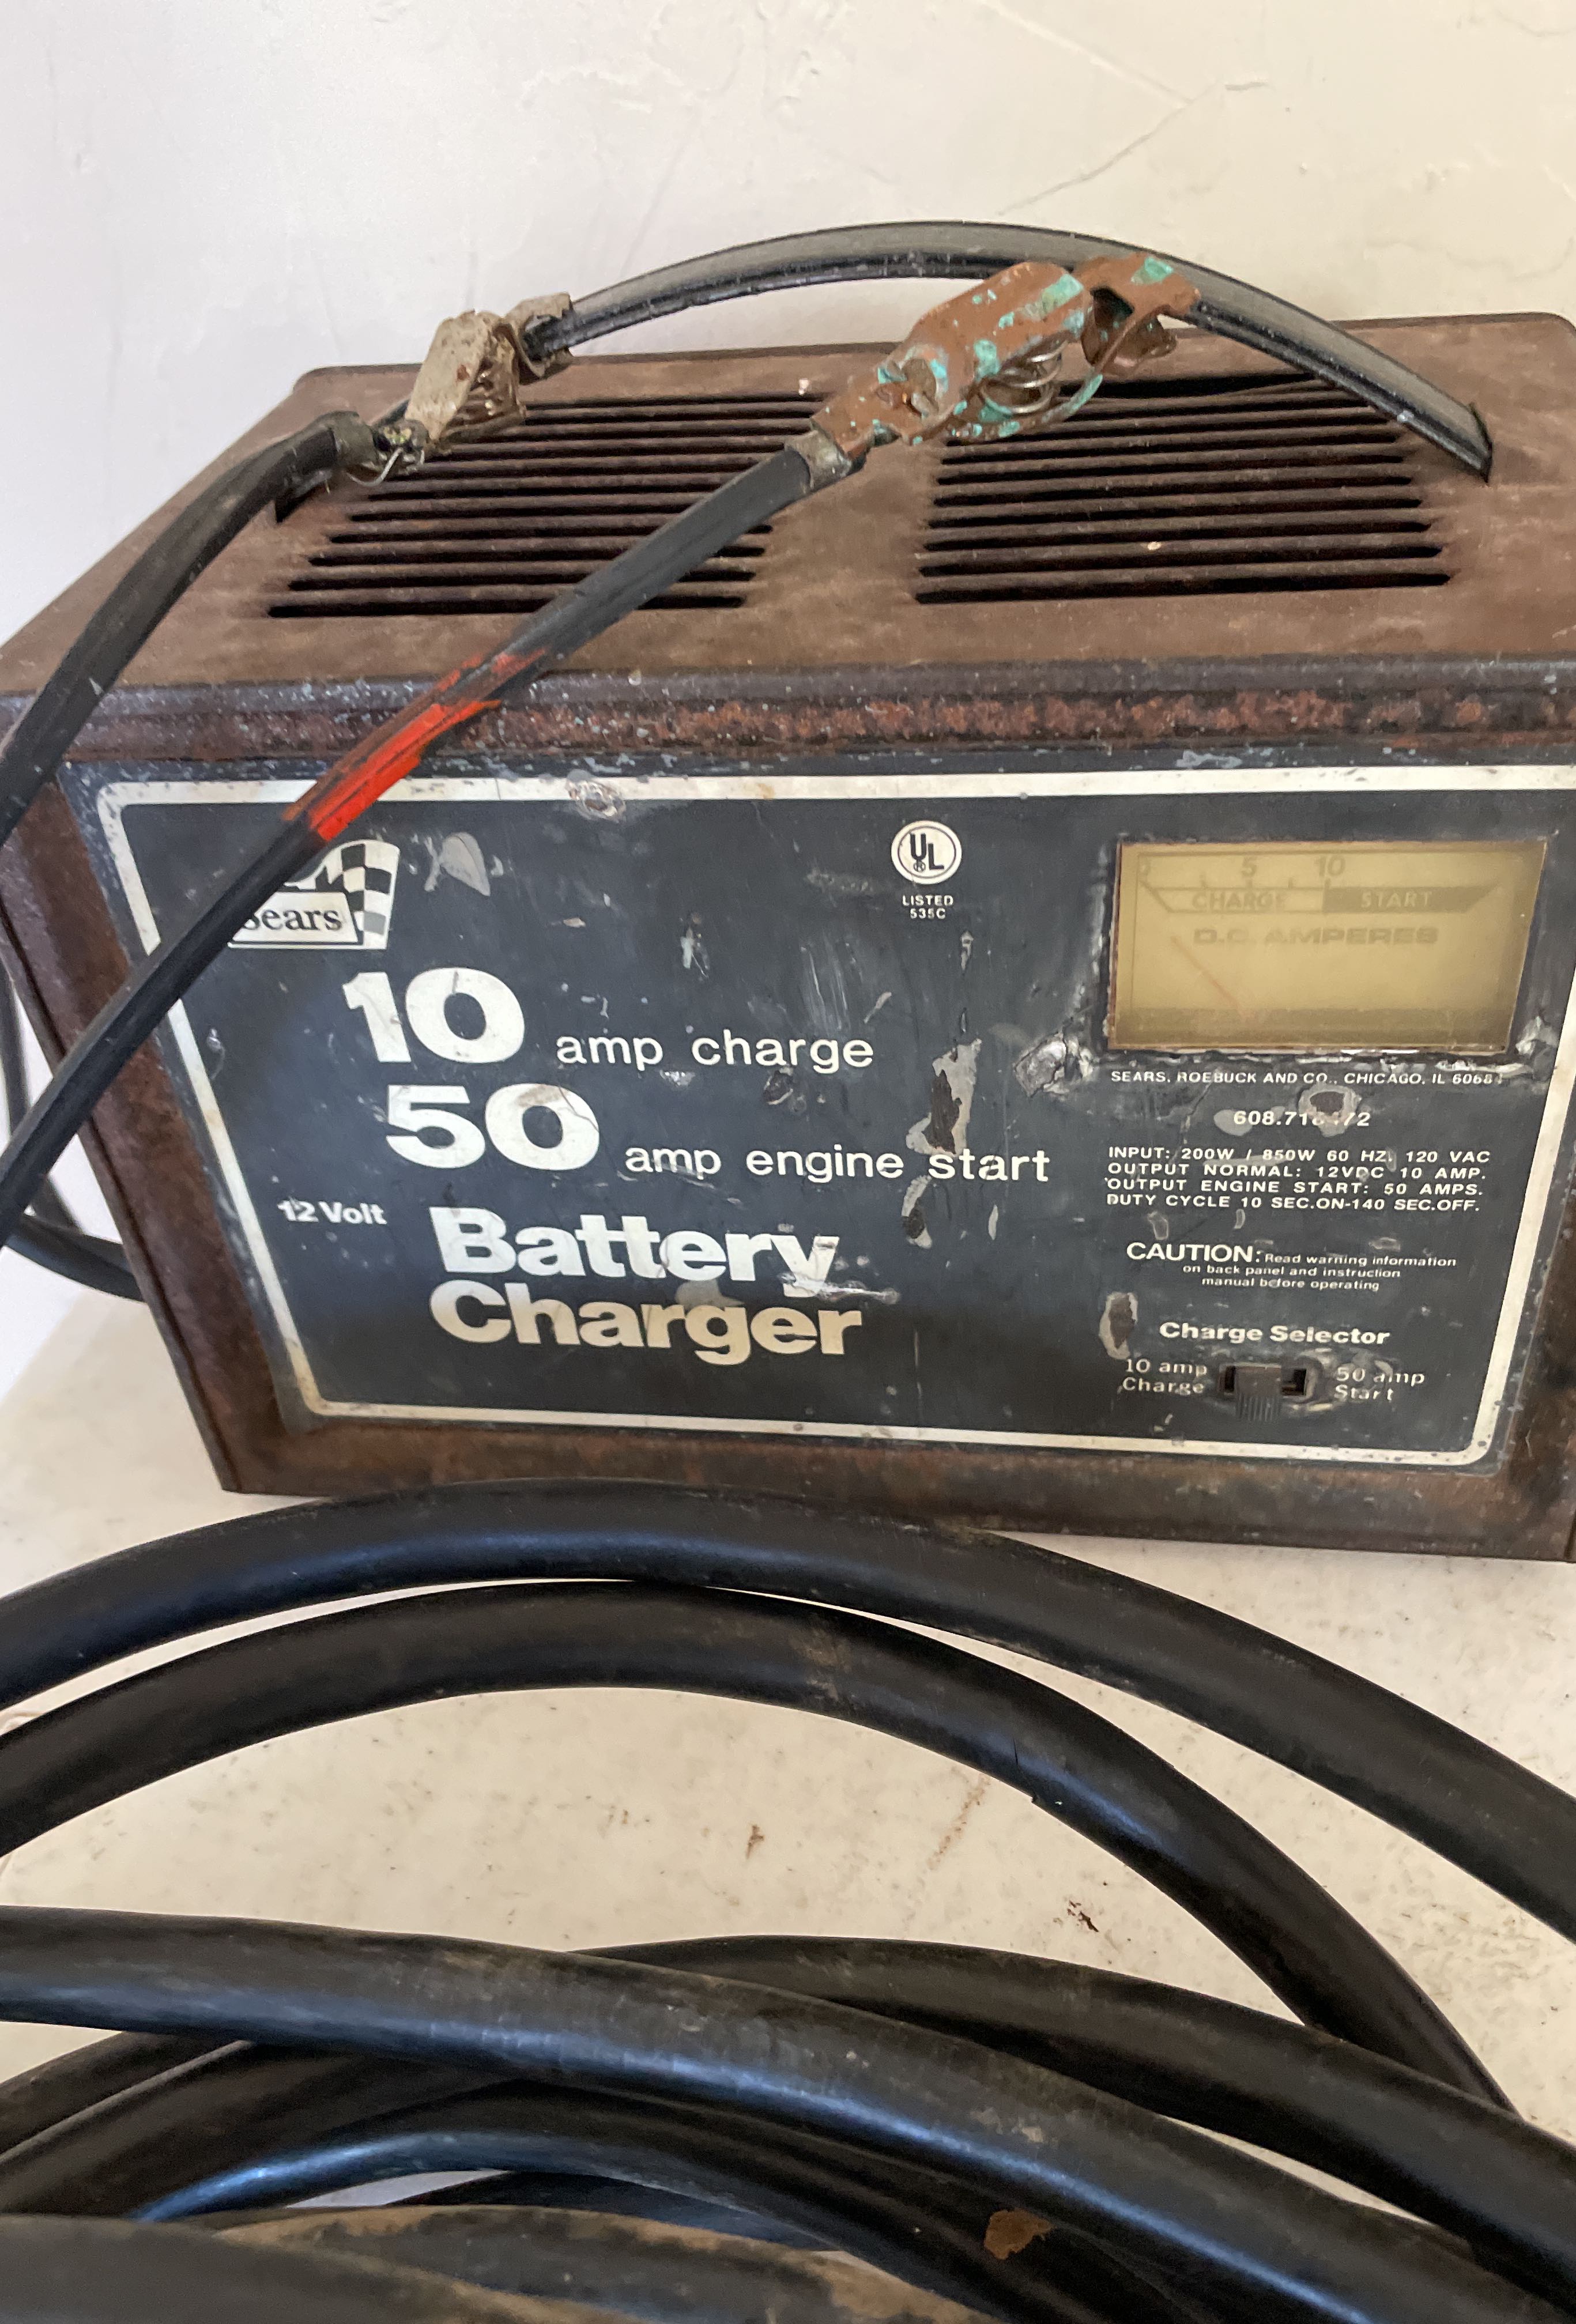 Sears
UL
LISTED
535C
5 10
CHARGE START
D.C. AMPERES
10 amp charge
50 amp engine start
12 Volt Battery
Charger
SEARS, ROEBUCK AND CO., CHICAGO, IL 60684
INPUT: 200W / 850W 60 HZ. 120 VAC
OUTPUT NORMAL: 12VDC 10 AMP.
OUTPUT ENGINE START: 50 AMPS.
DUTY CYCLE 10 SEC.ON-140 SEC.OFF.
CAUTION: Read warning information
on back panel and instruction
manual before operating
Charge Selector
10 amp
Charge
50 amp
Start